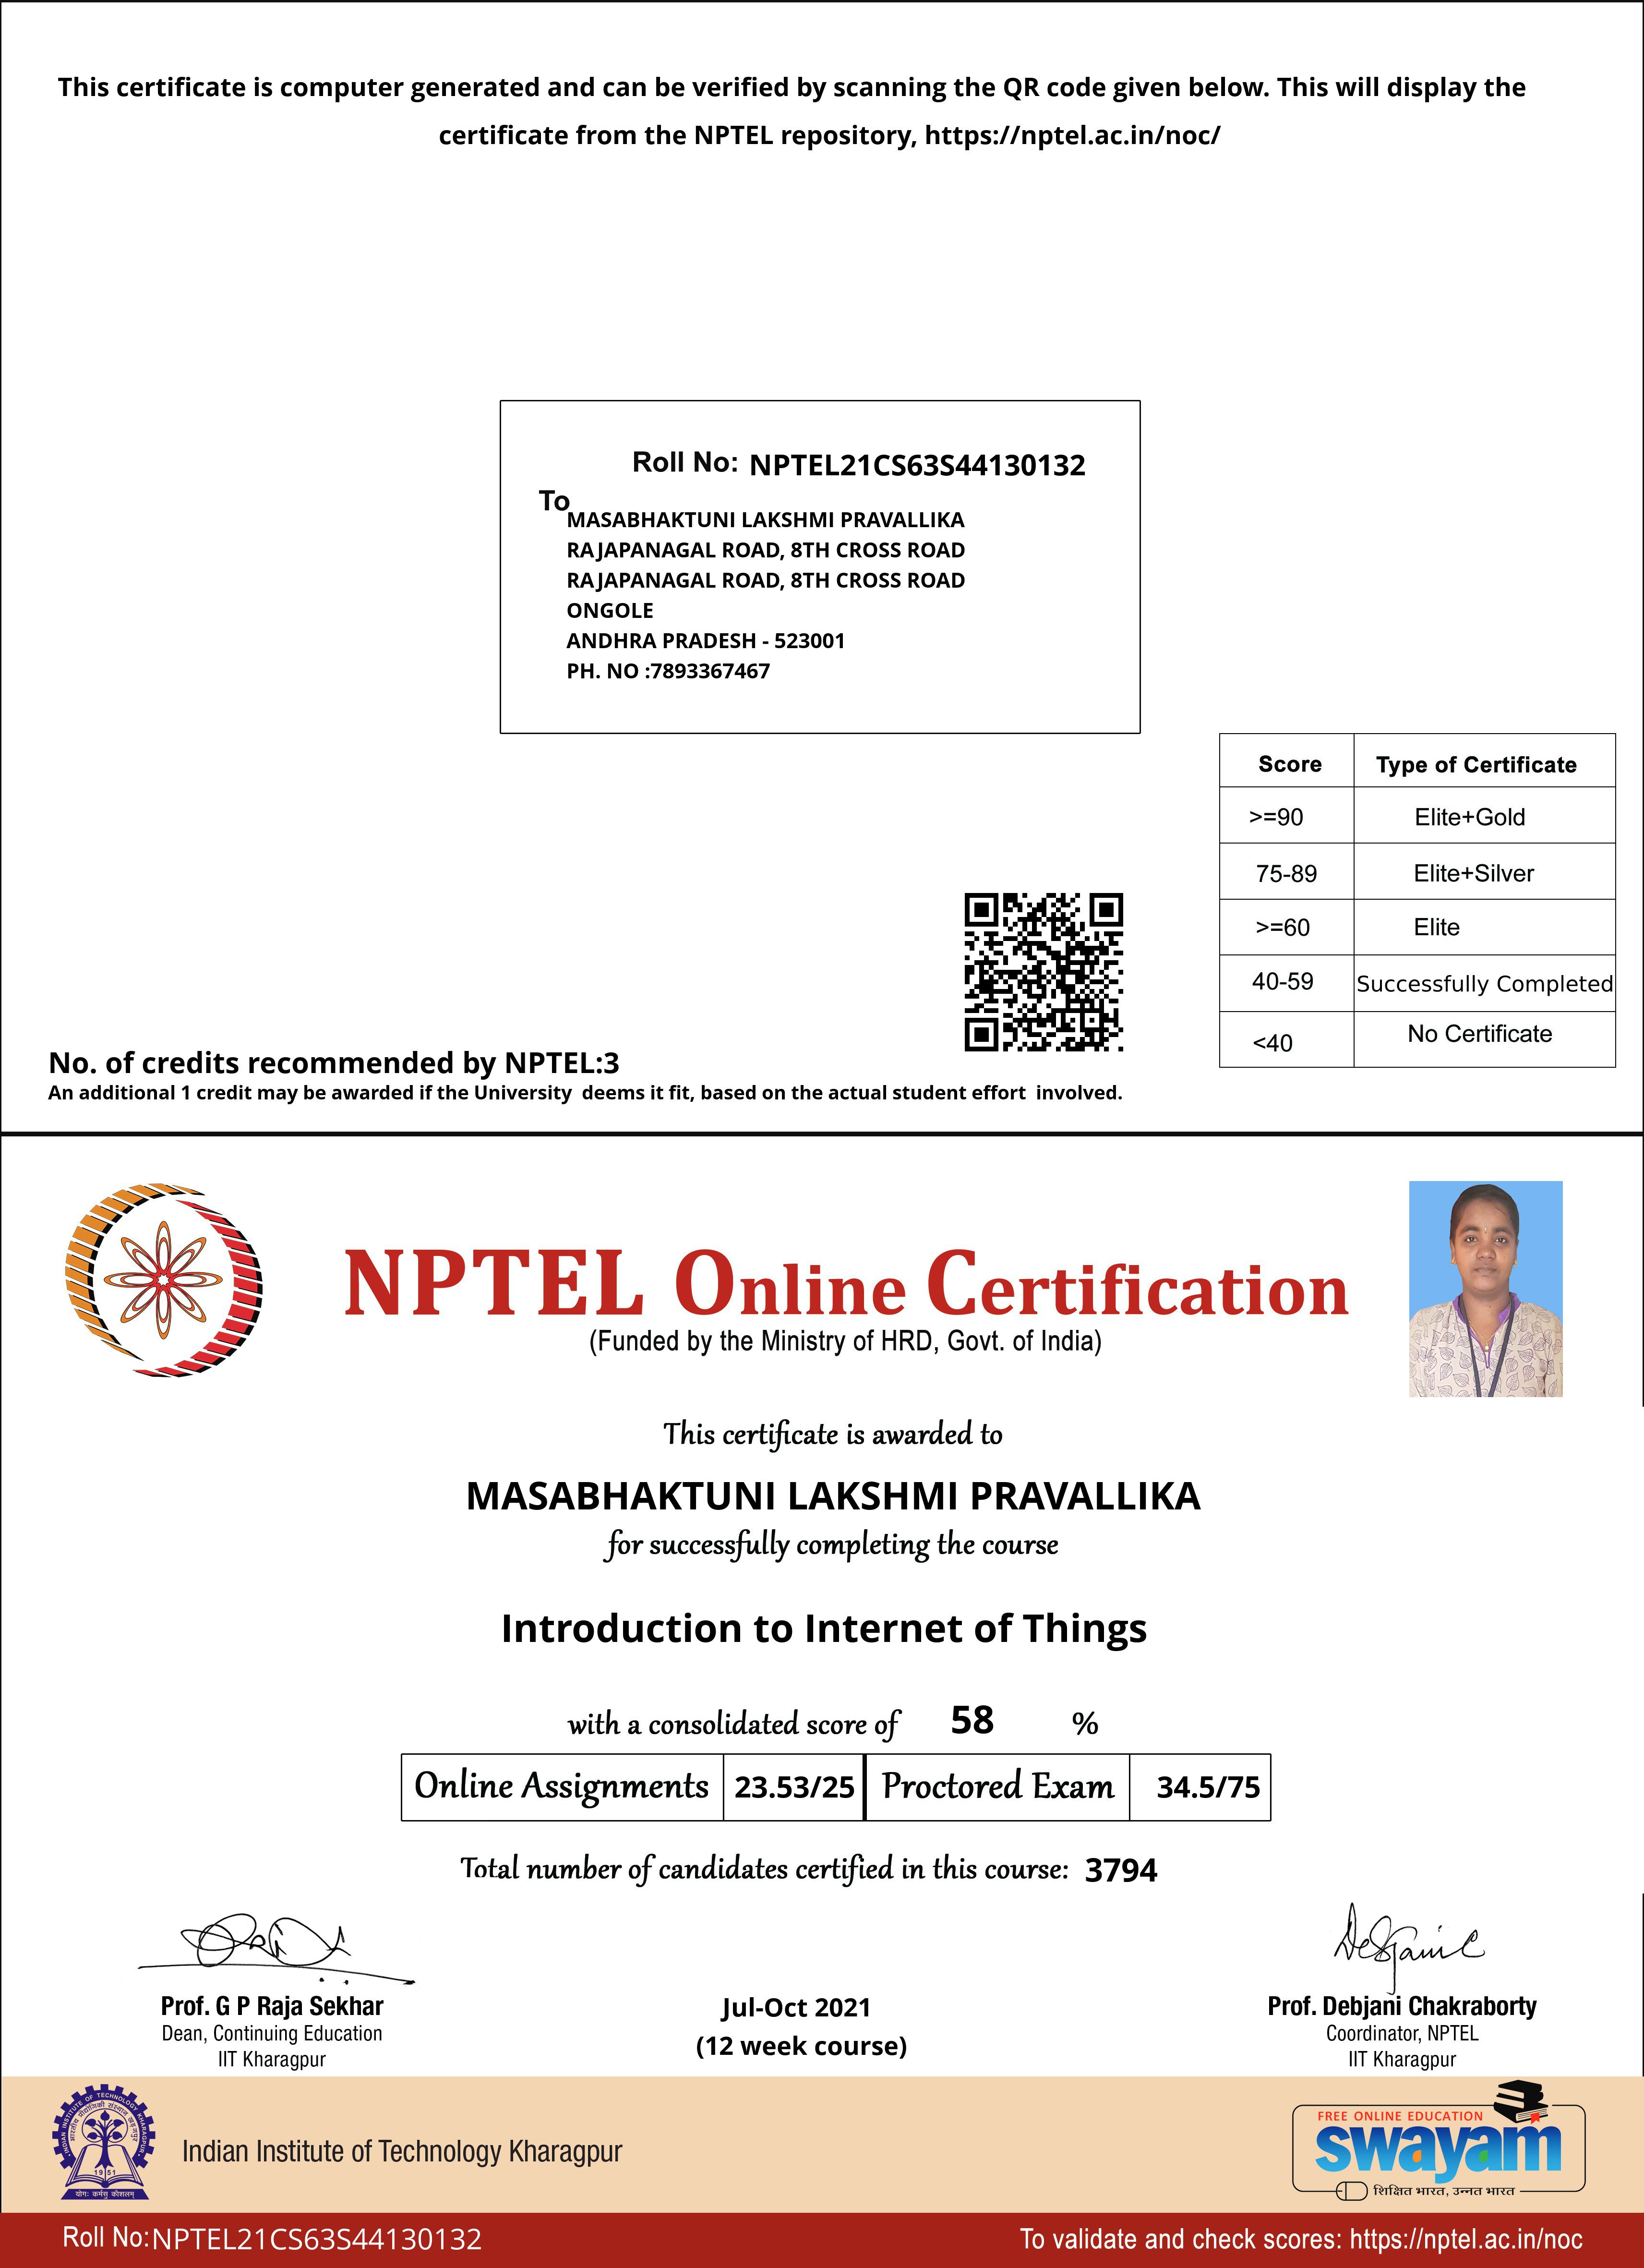 This certificate is computer generated and can be verified by scanning the QR code given below. This will display the
certificate from the NPTEL repository, https://nptel.ac.in/noc/
Roll No: NPTEL21CS63S44130132
To
MASABHAKTUNI LAKSHMI PRAVALLIKA
RAJAPANAGAL ROAD, 8TH CROSS ROAD
RAJAPANAGAL ROAD, 8TH CROSS ROAD
ONGOLE
ANDHRA PRADESH - 523001
PH. NO :7893367467
Score Type of Certificate
>=90 Elite+Gold
75-89 Elite+Silver
>=60 Elite
40-59 Successfully Completed
<40 No Certificate
No. of credits recommended by NPTEL:3
An additional 1 credit may be awarded if the University deems it fit, based on the actual student effort involved.
NPTEL Online Certification
(Funded by the Ministry of HRD, Govt. of India)
This certificate is awarded to
MASABHAKTUNI LAKSHMI PRAVALLIKA
for successfully completing the course
Introduction to Internet of Things
with a consolidated score of 58 %
Online Assignments 23.53/25 Proctored Exam 34.5/75
Total number of candidates certified in this course: 3794
Prof. G P Raja Sekhar
Dean, Continuing Education
IIT Kharagpur
Jul-Oct 2021
(12 week course)
Debjani C
Prof. Debjani Chakraborty
Coordinator, NPTEL
IIT Kharagpur
INDIAN INSTITUTE OF TECHNOLOGY KHARAGPUR
1951
योगः कर्मसु कौशलम्
Indian Institute of Technology Kharagpur
FREE ONLINE EDUCATION
swayam
शिक्षित भारत, उन्नत भारत
Roll No: NPTEL21CS63S44130132
To validate and check scores: https://nptel.ac.in/noc